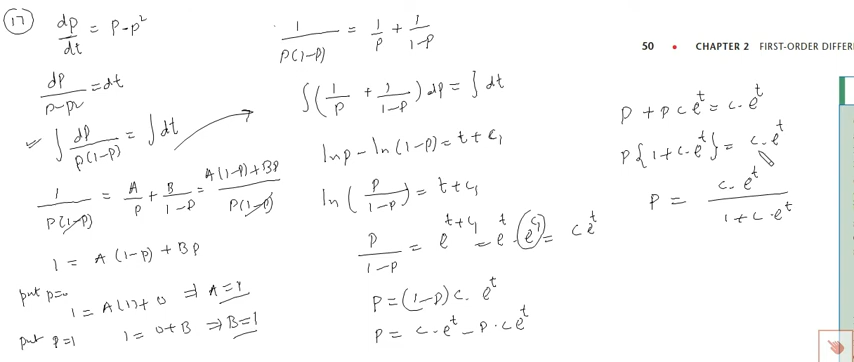 (17) dp/dt = P-p²
dp/p-p² = dt
∫ dp/p(1-p) = ∫ dt
1/P(1-P) = A/P + B/1-P = A(1-P)+BP/P(1-P)
1 = A(1-p)+Bp
put p=0 1 = A(1)+0 ⇒ A=1
put p=1 1 = 0+B ⇒ B=1
1/P(1-P) = 1/P + 1/1-P
∫(1/P + 1/1-P) dp = ∫ dt
ln p - ln(1-p) = t+c₁
ln(P/1-P) = t+c₁
P/1-P = e^t+c₁ = e^t · e^c₁ = c e^t
P = (1-P) c. e^t
P = c. e^t - P. c e^t
50 • CHAPTER 2 FIRST-ORDER DIFFER
P + P c e^t = c. e^t
P{1+c. e^t} = c. e^t
P = c. e^t/1+c. e^t